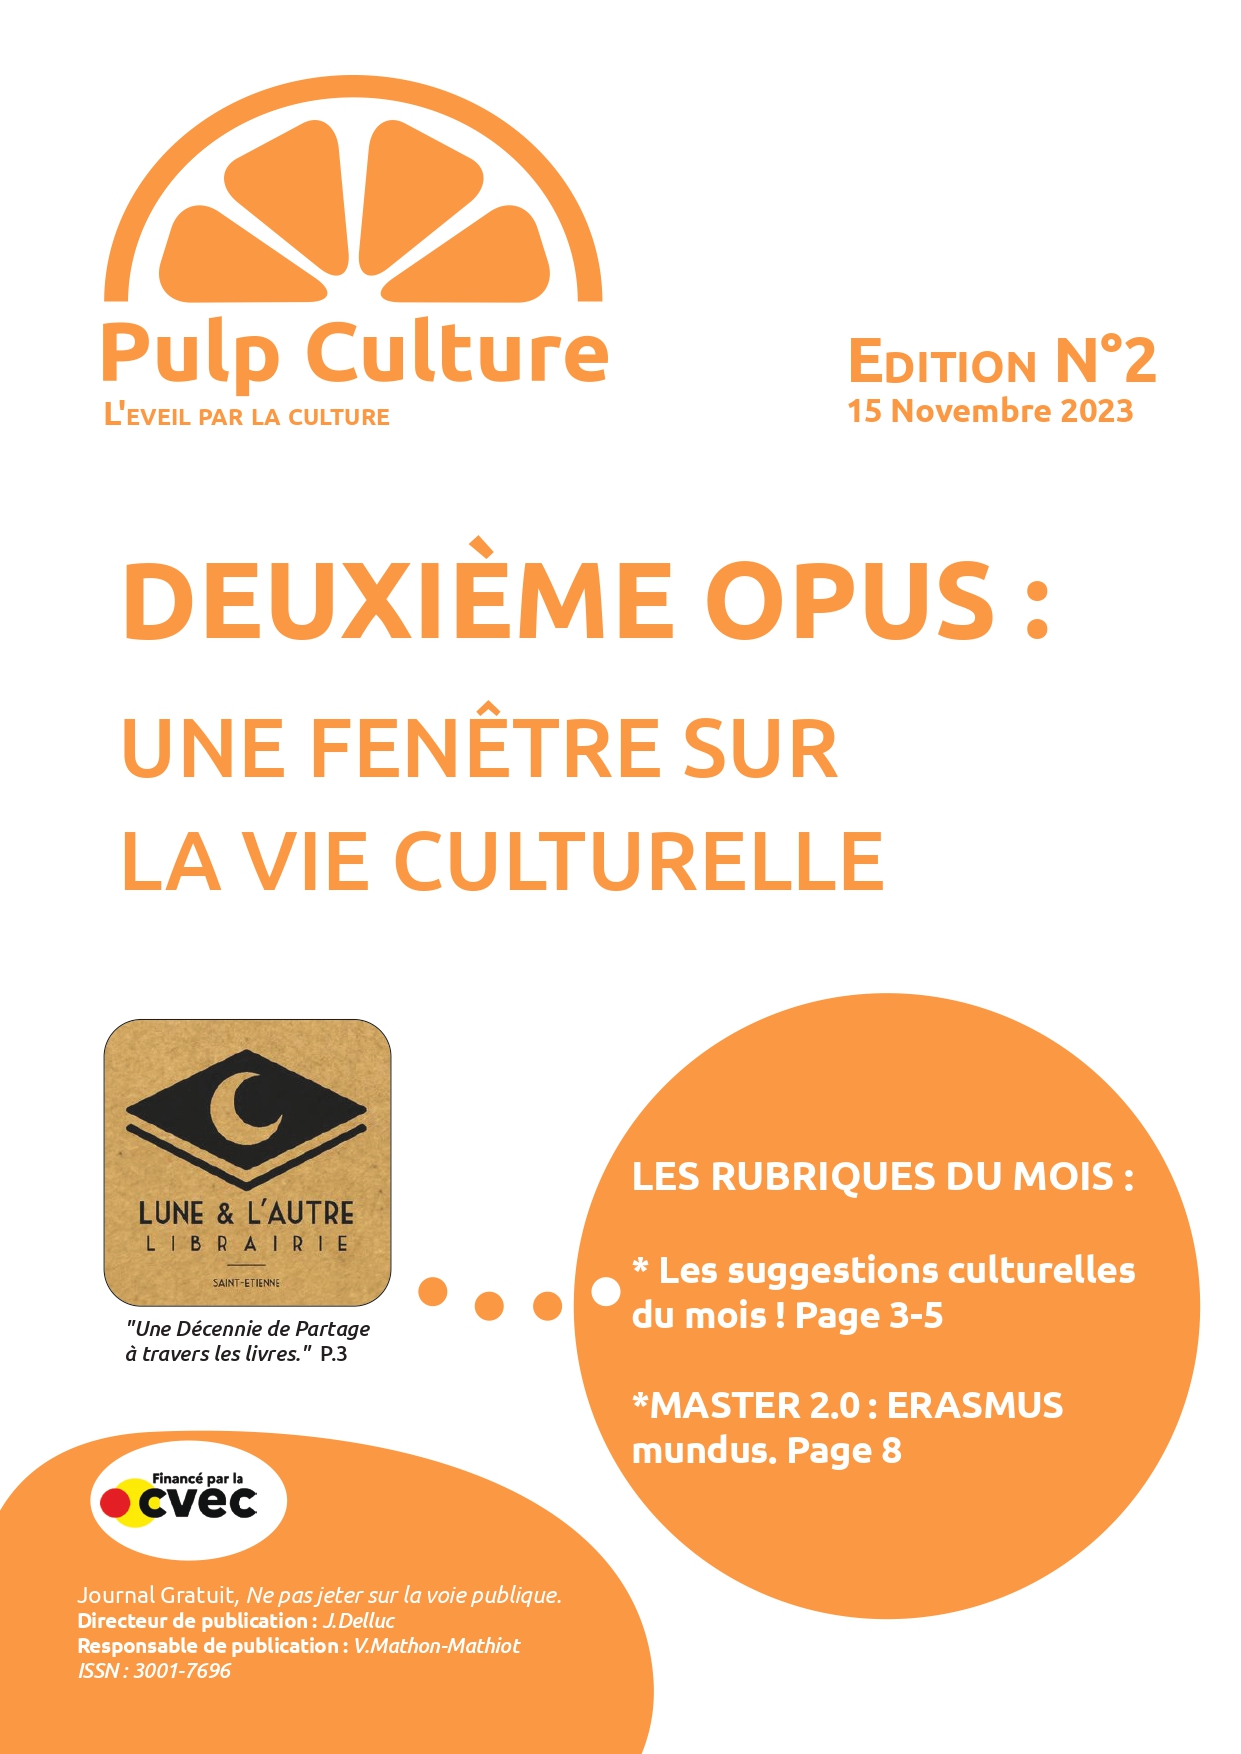 Pulp Culture
L'EVEIL PAR LA CULTURE
EDITION N°2
15 Novembre 2023
DEUXIÈME OPUS :
UNE FENÊTRE SUR
LA VIE CULTURELLE
LUNE & L'AUTRE
LIBRAIRIE
SAINT-ETIENNE
"Une Décennie de Partage
à travers les livres." P.3
LES RUBRIQUES DU MOIS :
* Les suggestions culturelles
du mois ! Page 3-5
*MASTER 2.0 : ERASMUS
mundus. Page 8
Financé par la
cvec
Journal Gratuit, Ne pas jeter sur la voie publique.
Directeur de publication : J.Delluc
Responsable de publication : V.Mathon-Mathiot
ISSN : 3001-7696